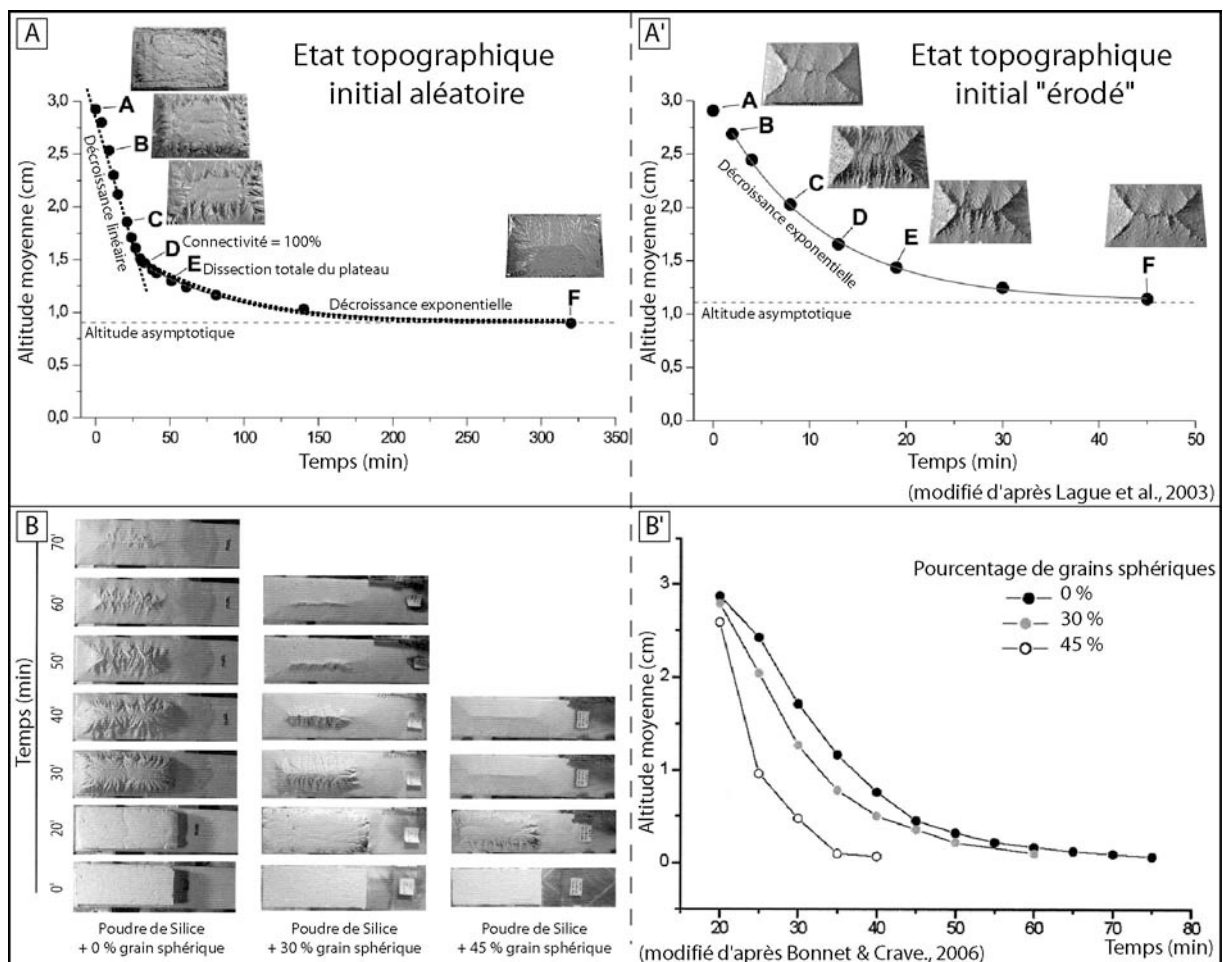 A
Etat topographique
initial aléatoire
3,0
2,5
2,0
1,5
1,0
0,5
0,0
Altitude moyenne (cm)
A
B
C
D
E
F
Décroissance linéaire
Connectivité = 100%
Dissection totale du plateau
Décroissance exponentielle
Altitude asymptotique
0
50
100
150
200
250
300
350
Temps (min)
A'
Etat topographique
initial "érodé"
3,0
2,5
2,0
1,5
1,0
0,5
0,0
Altitude moyenne (cm)
A
B
C
D
E
F
Décroissance exponentielle
Altitude asymptotique
0
10
20
30
40
50
Temps (min)
(modifié d'après Lague et al., 2003)
B
Temps (min)
70'
60'
50'
40'
30'
20'
0'
Poudre de Silice
+ 0 % grain sphérique
Poudre de Silice
+ 30 % grain sphérique
Poudre de Silice
+ 45 % grain sphérique
B'
Pourcentage de grains sphériques
0 %
30 %
45 %
3
2
1
0
Altitude moyenne (cm)
20
30
40
50
60
70
80
Temps (min)
(modifié d'après Bonnet & Crave., 2006)